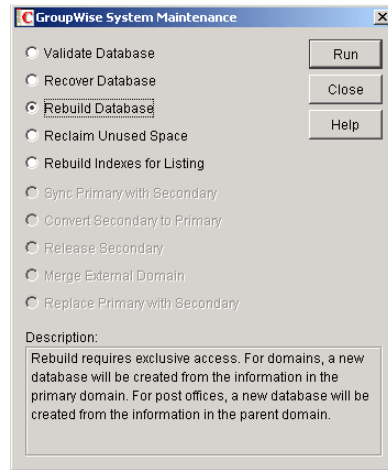 GroupWise System Maintenance
Validate Database
Run
Recover Database
Close
Rebuild Database
Help
Reclaim Unused Space
Rebuild Indexes for Listing
Sync Primary with Secondary
Convert Secondary to Primary
Release Secondary
Merge External Domain
Replace Primary with Secondary
Description:
Rebuild requires exclusive access. For domains, a new
database will be created from the information in the
primary domain. For post offices, a new database will be
created from the information in the parent domain.